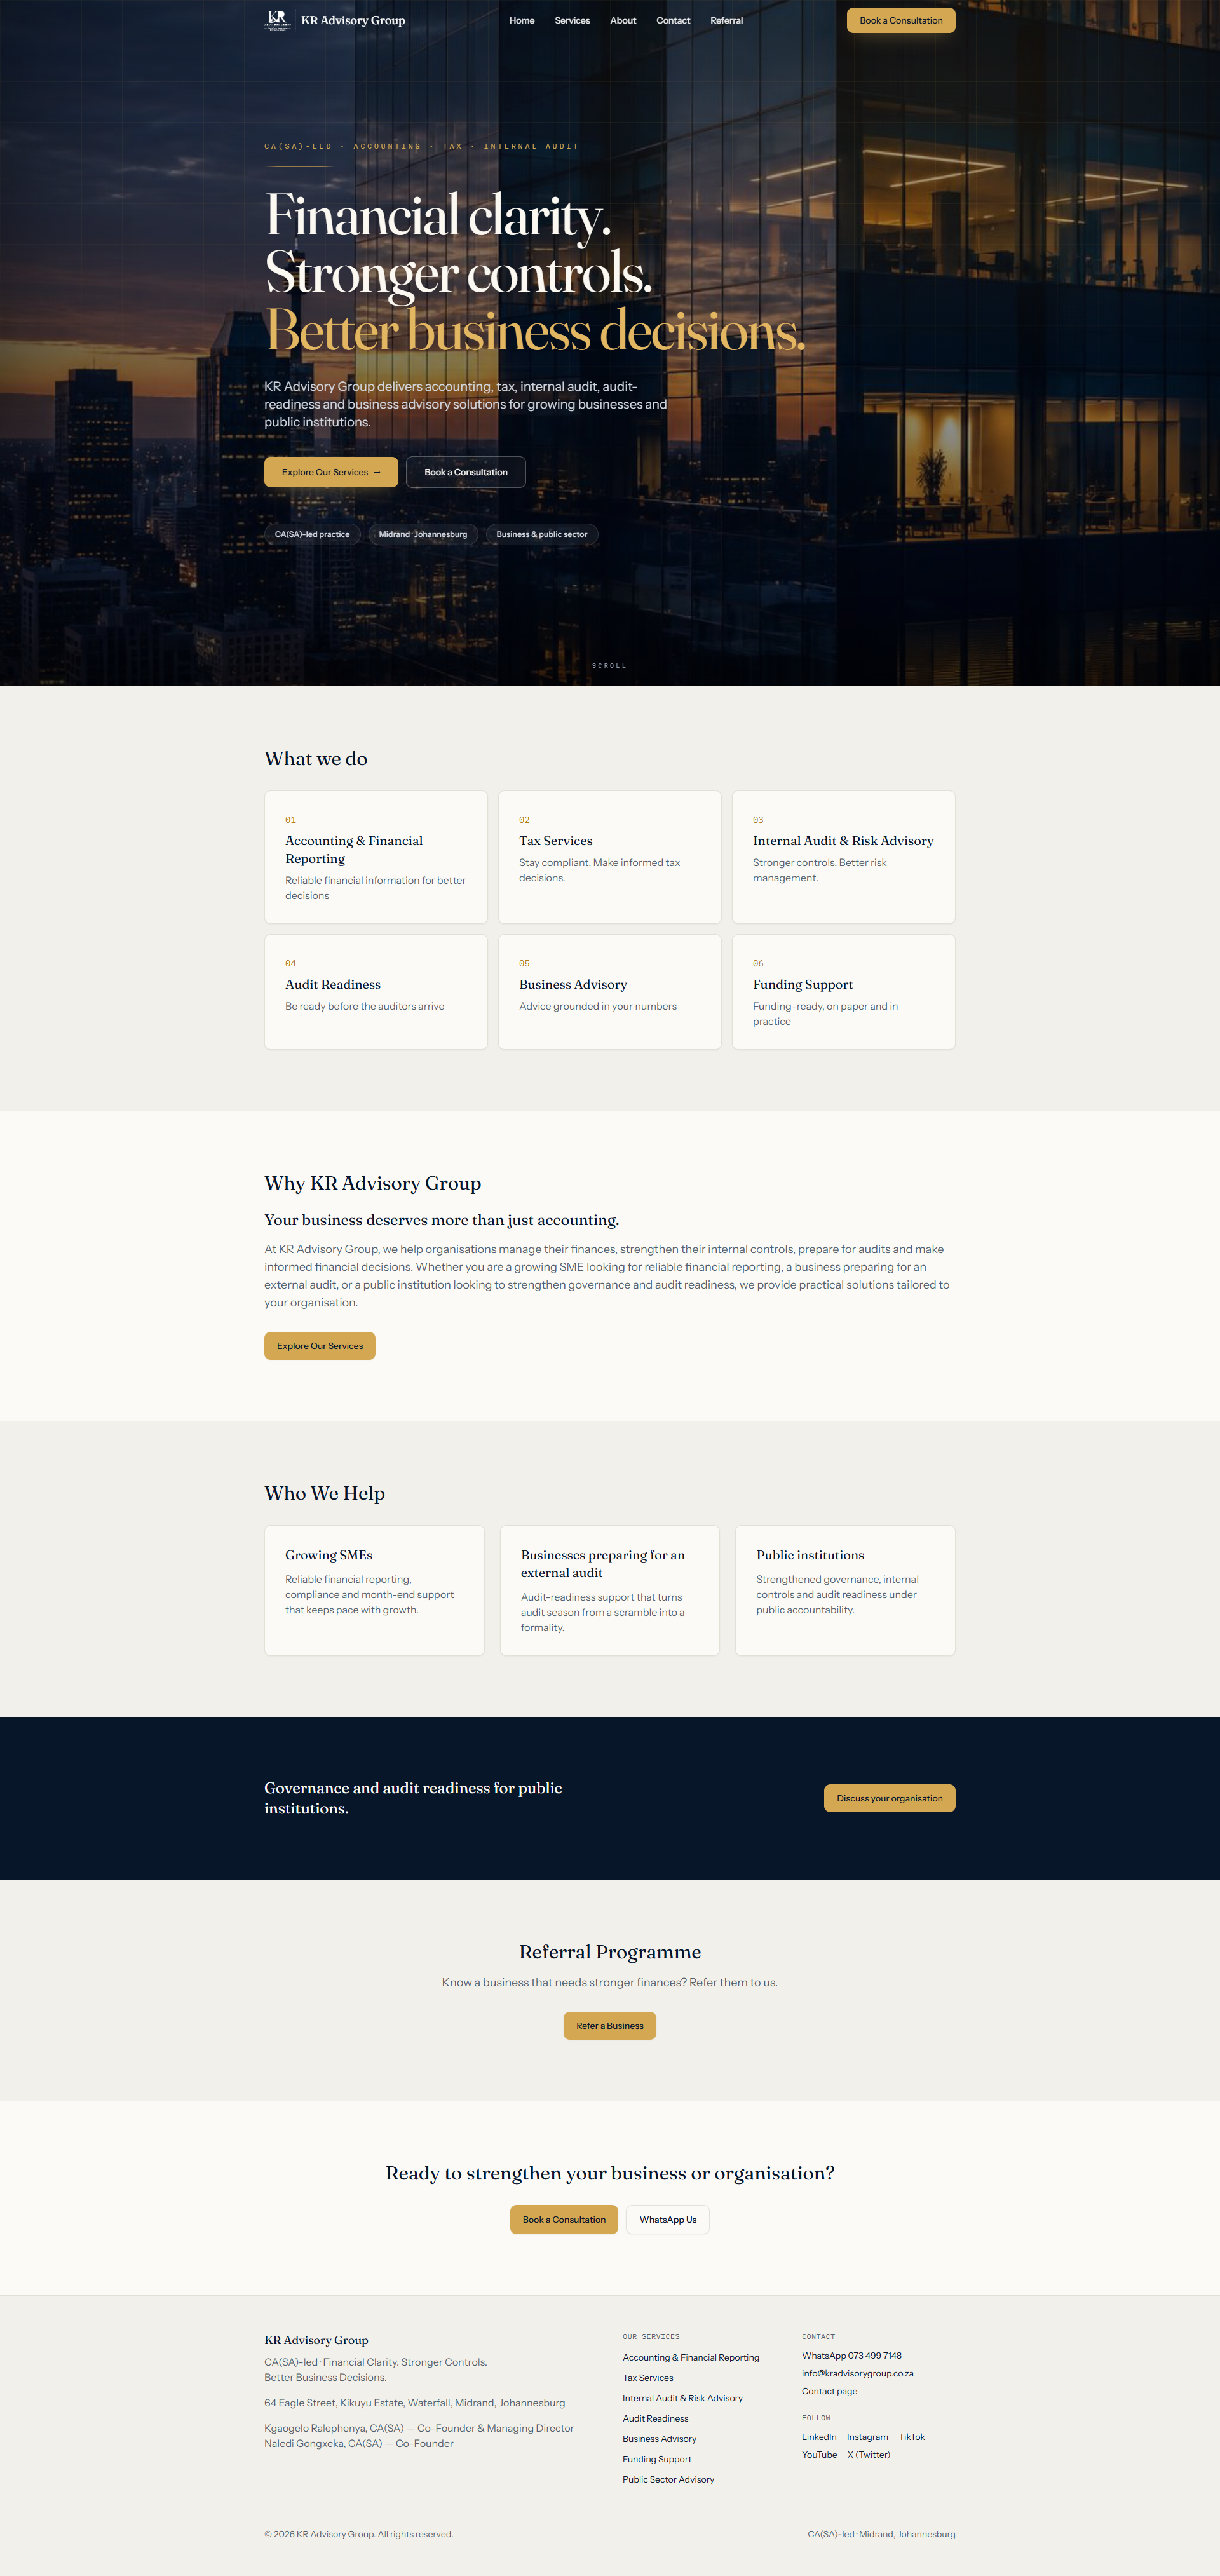 KR
KR Advisory Group
Home
Services
About
Contact
Referral
Book a Consultation
CA(SA)-LED · ACCOUNTING · TAX · INTERNAL AUDIT
Financial clarity.
Stronger controls.
Better business decisions.
KR Advisory Group delivers accounting, tax, internal audit, audit-
readiness and business advisory solutions for growing businesses and
public institutions.
Explore Our Services →
Book a Consultation
CA(SA)-led practice
Midrand · Johannesburg
Business & public sector
SCROLL
What we do
01
Accounting & Financial
Reporting
Reliable financial information for better
decisions
02
Tax Services
Stay compliant. Make informed tax
decisions.
03
Internal Audit & Risk Advisory
Stronger controls. Better risk
management.
04
Audit Readiness
Be ready before the auditors arrive
05
Business Advisory
Advice grounded in your numbers
06
Funding Support
Funding-ready, on paper and in
practice
Why KR Advisory Group
Your business deserves more than just accounting.
At KR Advisory Group, we help organisations manage their finances, strengthen their internal controls, prepare for audits and make
informed financial decisions. Whether you are a growing SME looking for reliable financial reporting, a business preparing for an
external audit, or a public institution looking to strengthen governance and audit readiness, we provide practical solutions tailored to
your organisation.
Explore Our Services
Who We Help
Growing SMEs
Reliable financial reporting,
compliance and month-end support
that keeps pace with growth.
Businesses preparing for an
external audit
Audit-readiness support that turns
audit season from a scramble into a
formality.
Public institutions
Strengthened governance, internal
controls and audit readiness under
public accountability.
Governance and audit readiness for public
institutions.
Discuss your organisation
Referral Programme
Know a business that needs stronger finances? Refer them to us.
Refer a Business
Ready to strengthen your business or organisation?
Book a Consultation
WhatsApp Us
KR Advisory Group
CA(SA)-led · Financial Clarity. Stronger Controls.
Better Business Decisions.
64 Eagle Street, Kikuyu Estate, Waterfall, Midrand, Johannesburg
Kgaogelo Ralephenya, CA(SA) — Co-Founder & Managing Director
Naledi Gongxeka, CA(SA) — Co-Founder
OUR SERVICES
Accounting & Financial Reporting
Tax Services
Internal Audit & Risk Advisory
Audit Readiness
Business Advisory
Funding Support
Public Sector Advisory
CONTACT
WhatsApp 073 499 7148
info@kradvisorygroup.co.za
Contact page
FOLLOW
LinkedIn
Instagram
TikTok
YouTube
X (Twitter)
© 2026 KR Advisory Group. All rights reserved.
CA(SA)-led · Midrand, Johannesburg